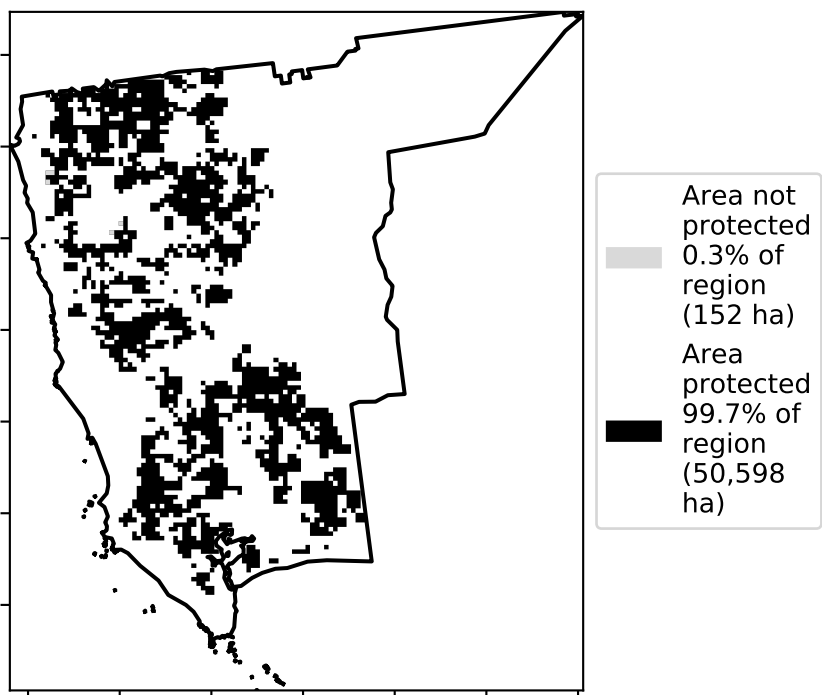 Area not
protected
0.3% of
region
(152 ha)
Area
protected
99.7% of
region
(50,598
ha)